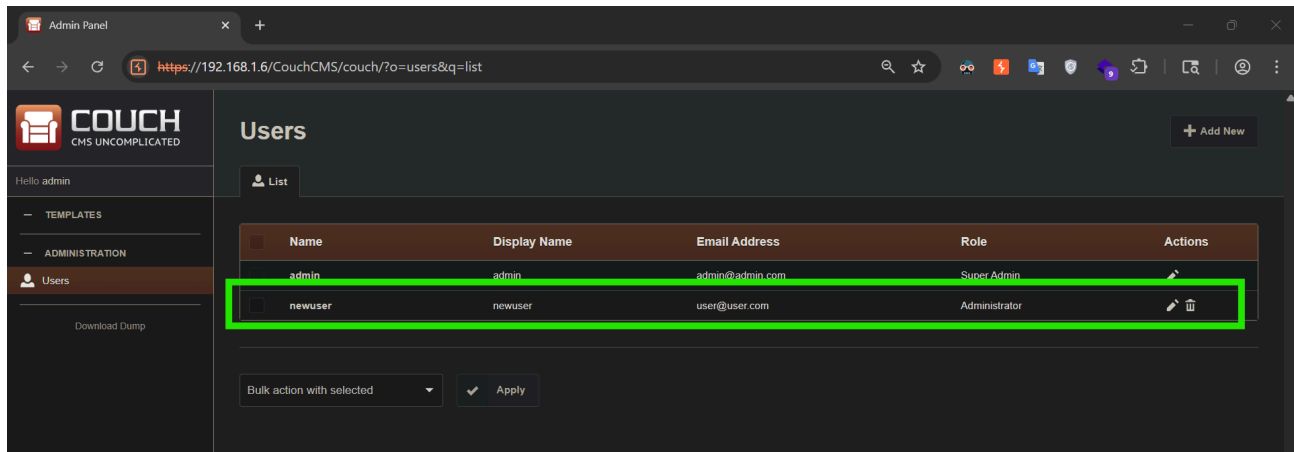 Admin Panel
https://192.168.1.6/CouchCMS/couch/?o=users&q=list
9
COUCH
CMS UNCOMPLICATED
Hello admin
TEMPLATES
ADMINISTRATION
Users
Download Dump
Users
Add New
List
Name Display Name Email Address Role Actions
admin admin admin@admin.com Super Admin
newuser newuser user@user.com Administrator
Bulk action with selected
Apply